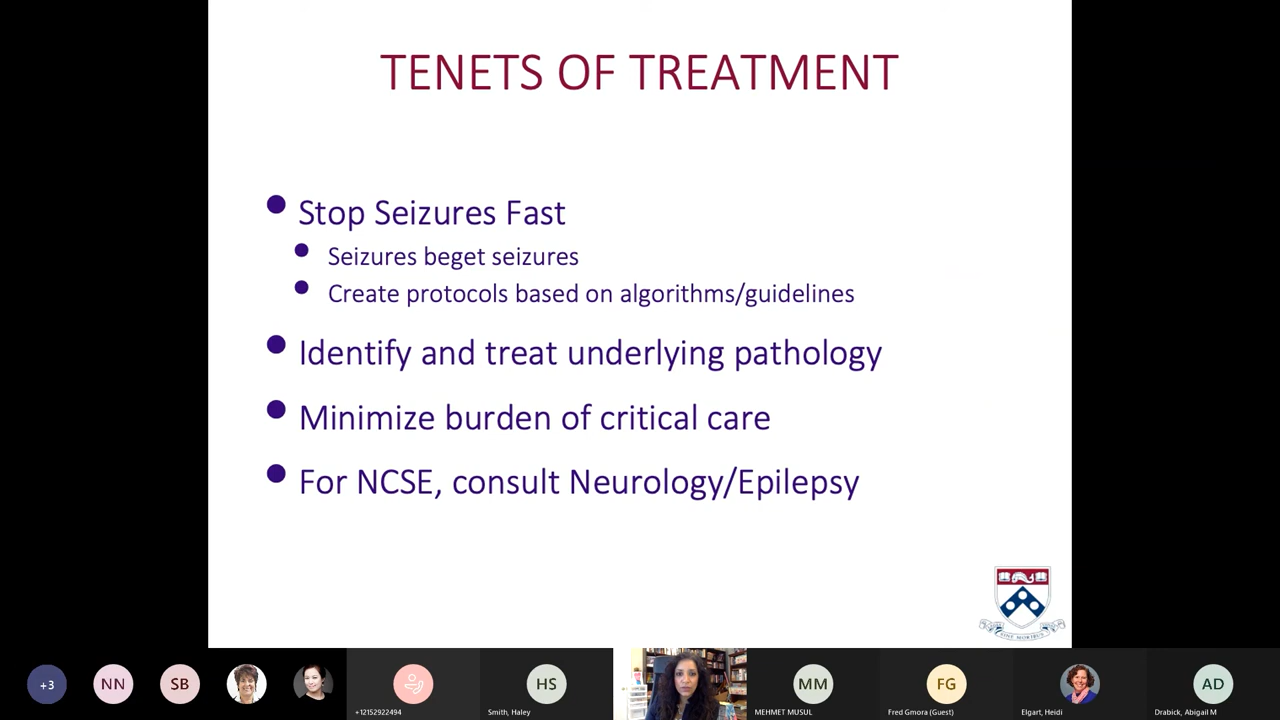 TENETS OF TREATMENT
Stop Seizures Fast
Seizures beget seizures
Create protocols based on algorithms/guidelines
Identify and treat underlying pathology
Minimize burden of critical care
For NCSE, consult Neurology/Epilepsy
+3
NN
SB
+12152922494
HS
Smith, Haley
MM
MEHMET MUSUL
FG
Fred Gmora (Guest)
Elgart, Heidi
AD
Drabick, Abigail M